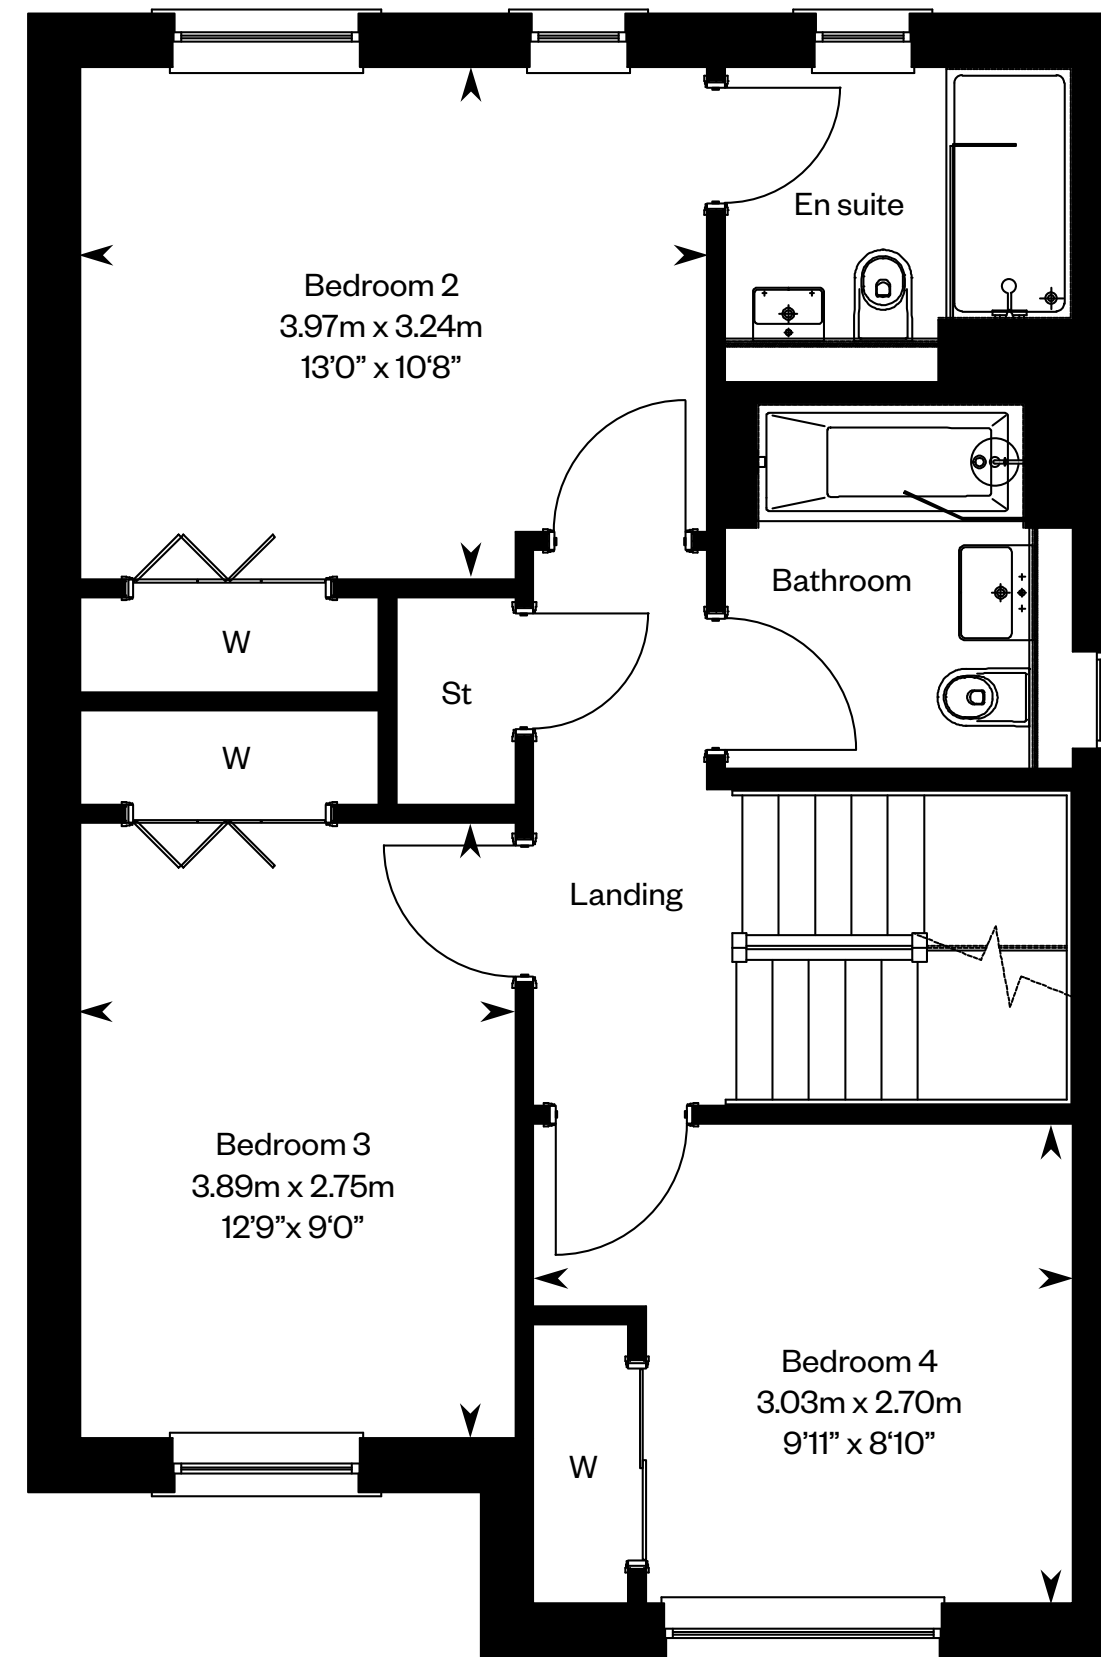 En suite
Bedroom 2
3.97m x 3.24m
13’0” x 10‘8”
Bathroom
W
St
W
Landing
Bedroom 3
3.89m x 2.75m
12’9”x 9‘0”
Bedroom 4
3.03m x 2.70m
9’11” x 8‘10”
W